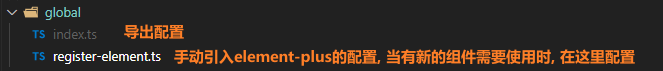 global
TS index.ts 导出配置
TS register-element.ts 手动引入element-plus的配置, 当有新的组件需要使用时, 在这里配置